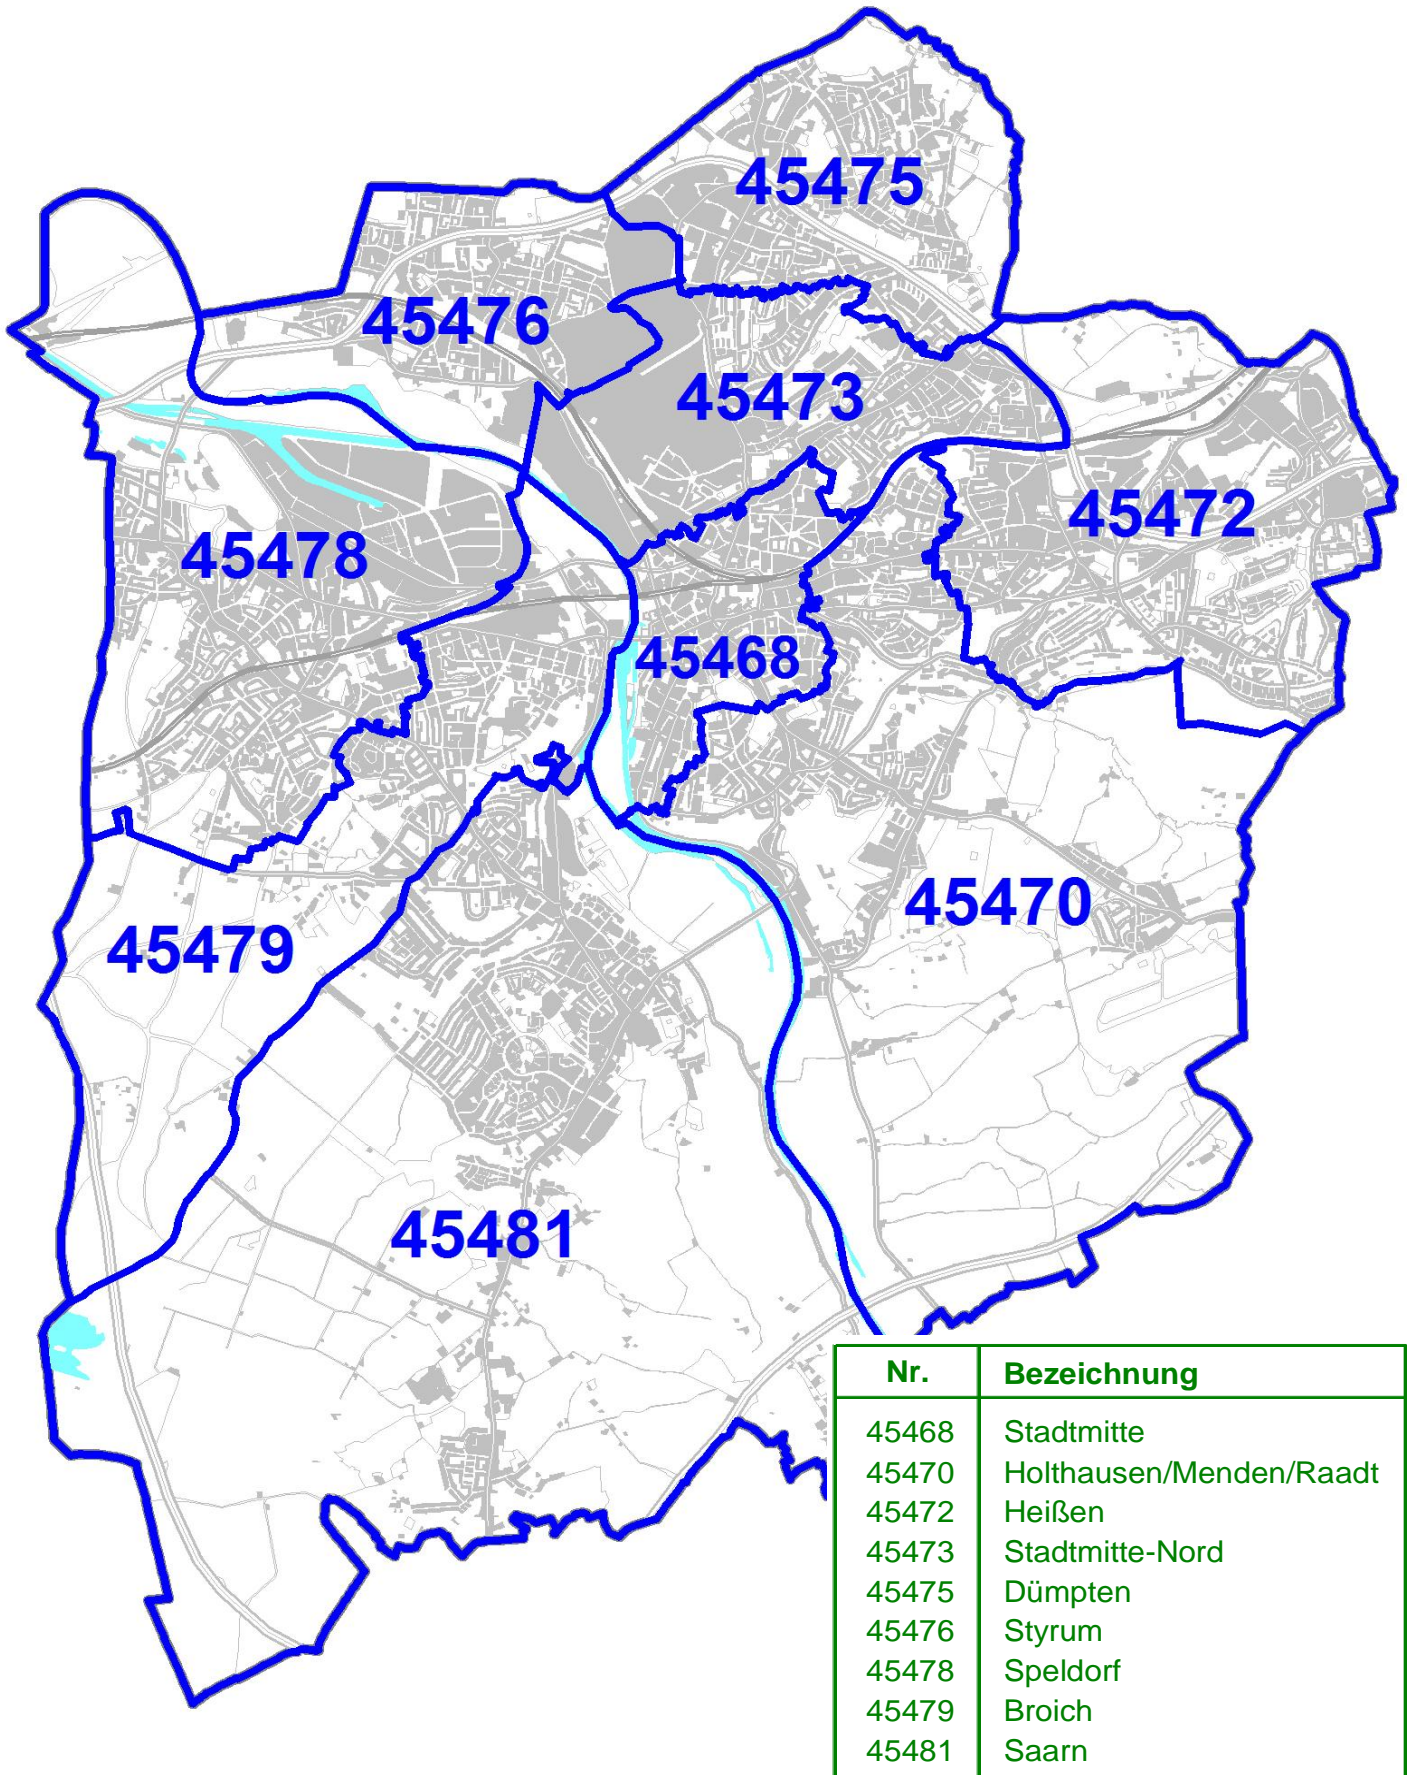 45475
45476
45473
45472
45478
45468
45470
45479
45481
Nr. Bezeichnung
45468 Stadtmitte
45470 Holthausen/Menden/Raadt
45472 Heißen
45473 Stadtmitte-Nord
45475 Dümpten
45476 Styrum
45478 Speldorf
45479 Broich
45481 Saarn